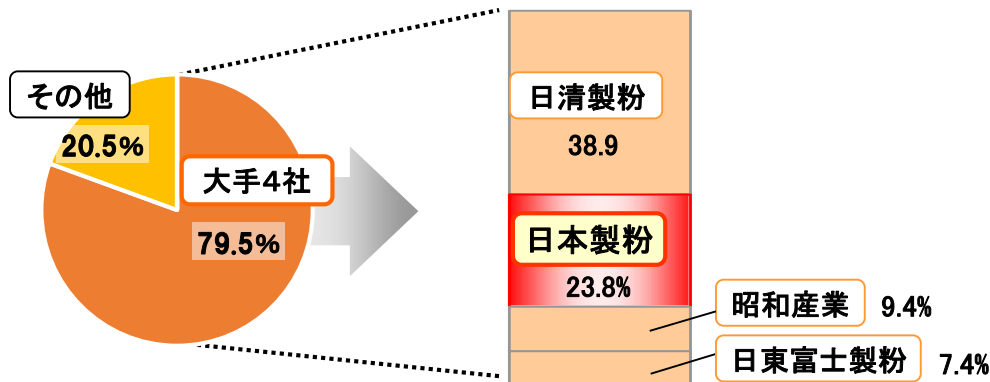 その他
20.5%
大手4社
79.5%
日清製粉
38.9
日本製粉
23.8%
昭和産業 9.4%
日東富士製粉 7.4%